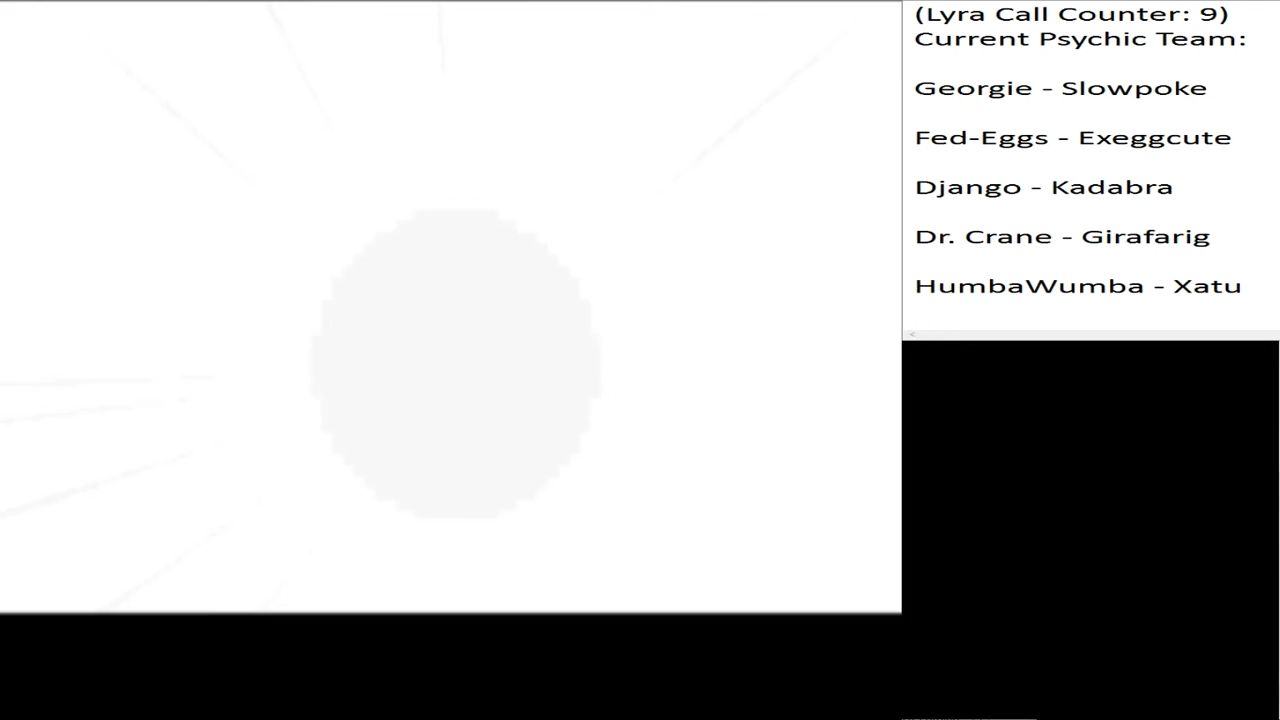 (Lyra Call Counter: 9)
Current Psychic Team:
Georgie - Slowpoke
Fed-Eggs - Exeggcute
Django - Kadabra
Dr. Crane - Girafarig
HumbaWumba - Xatu